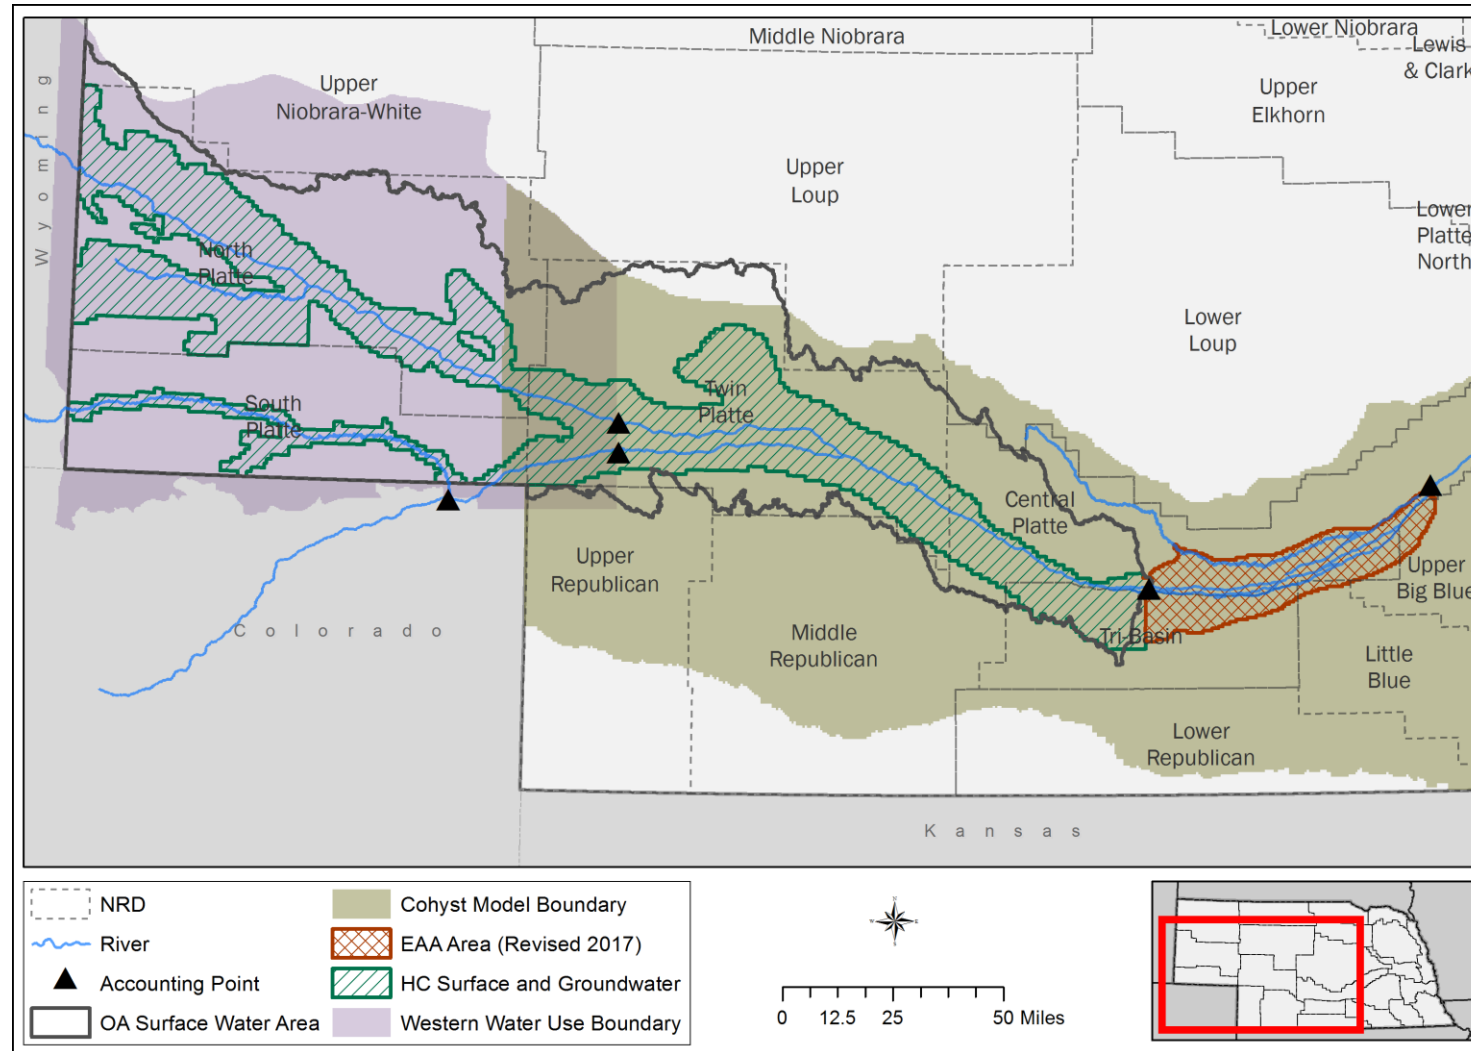 Middle Niobrara
Lower Niobrara
Lewis
& Clark
Upper
Niobrara-White
Upper
Elkhorn
Upper
Loup
Wyoming
Lower
Platte
North
North
Platte
Lower
Loup
Twin
Platte
South
Platte
Central
Platte
Upper
Republican
Upper
Big Blue
Colorado
Middle
Republican
Tri-Basin
Little
Blue
Lower
Republican
Kansas
NRD
River
Accounting Point
OA Surface Water Area
Cohyst Model Boundary
EAA Area (Revised 2017)
HC Surface and Groundwater
Western Water Use Boundary
0 12.5 25 50 Miles